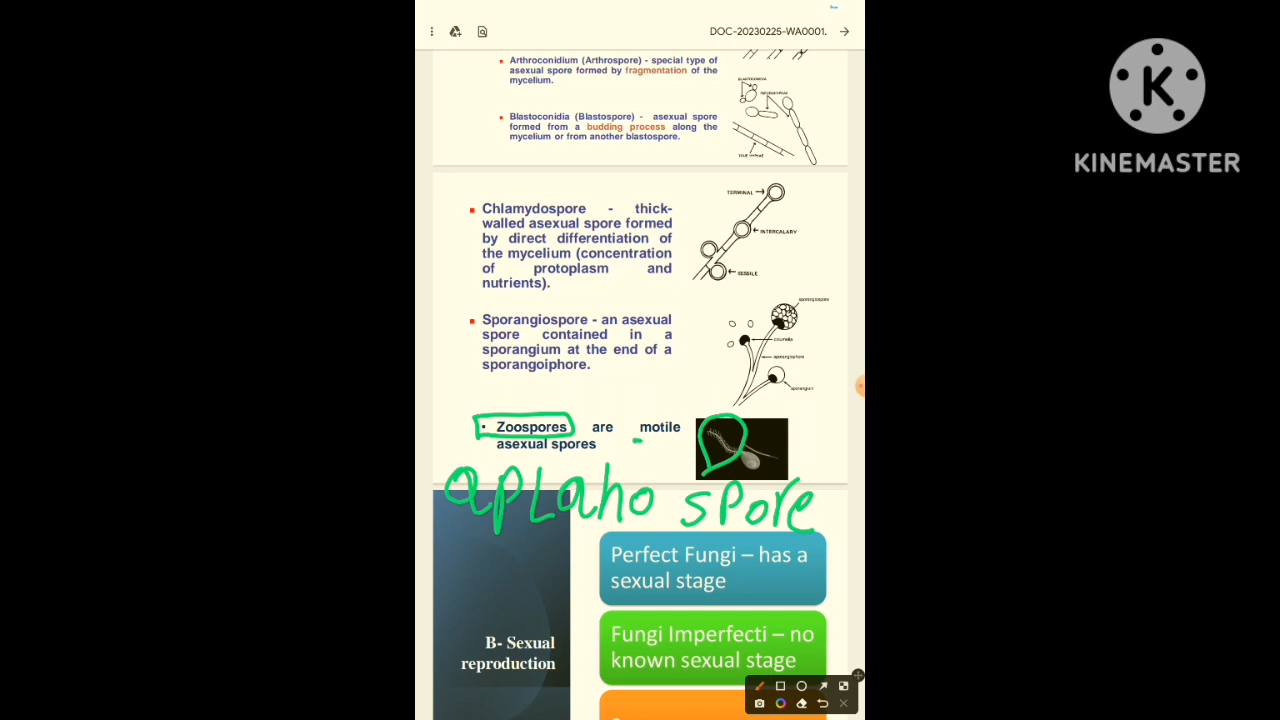 DOC-20230225-WA0001.
Arthroconidium (Arthrospore) - special type of
asexual spore formed by fragmentation of the
mycelium.
BLASTOCONIDIA
Blastoconidia (Blastospore) - asexual spore
formed from a budding process along the
mycelium or from another blastospore.
Chlamydospore - thick-
walled asexual spore formed
by direct differentiation of
the mycelium (concentration
of protoplasm and
nutrients).
TERMINAL
INTERCALARY
SESSILE
Sporangiospore - an asexual
spore contained in a
sporangium at the end of a
sporangoiphore.
sporangiospore
columella
sporangiophore
sporangium
• Zoospores are motile
asexual spores
aplaho spore
B- Sexual
reproduction
Perfect Fungi – has a
sexual stage
Fungi Imperfecti – no
known sexual stage
K
KINEMASTER